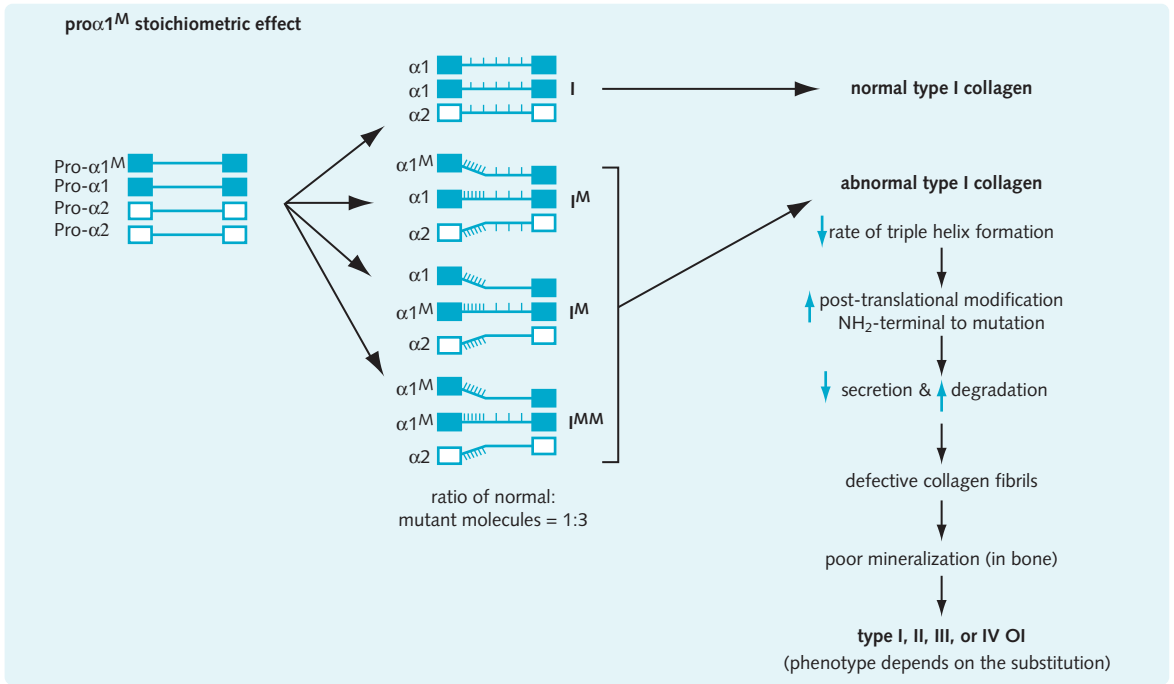 proα1ᴹ stoichiometric effect
Pro-α1ᴹ
Pro-α1
Pro-α2
Pro-α2
α1
α1
α2
I
α1ᴹ
α1
α2
Iᴹ
α1
α1ᴹ
α2
Iᴹ
α1ᴹ
α1ᴹ
α2
Iᴹᴹ
ratio of normal:
mutant molecules = 1:3
normal type I collagen
abnormal type I collagen
↓rate of triple helix formation
↑post-translational modification
NH₂-terminal to mutation
↓ secretion & ↑ degradation
defective collagen fibrils
poor mineralization (in bone)
type I, II, III, or IV OI
(phenotype depends on the substitution)